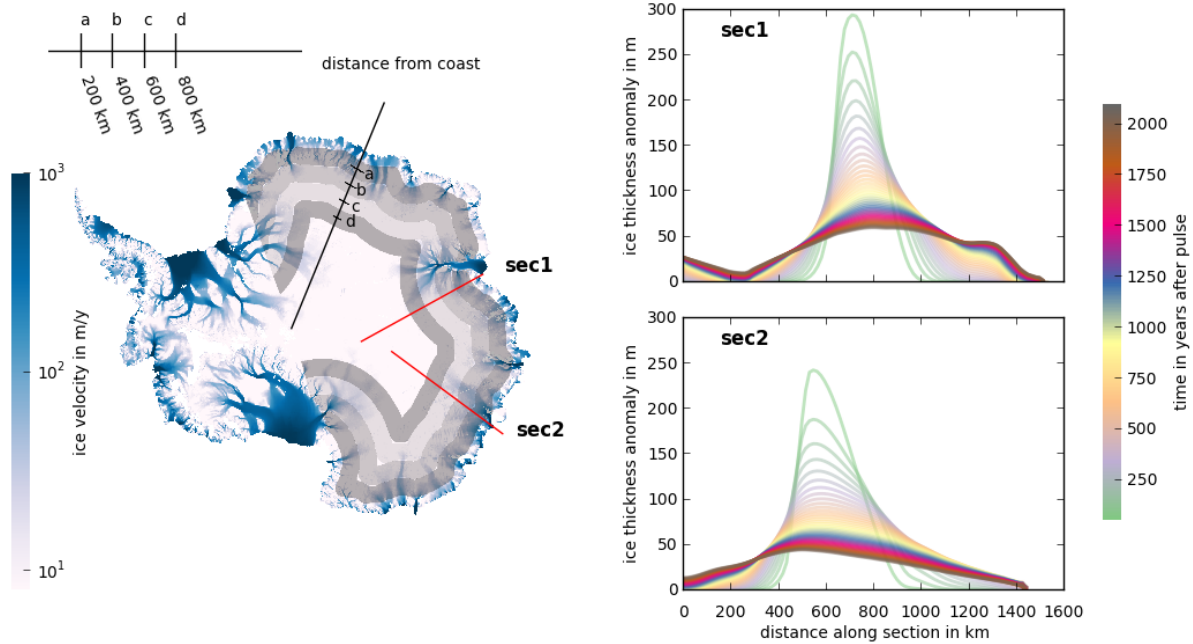 a b c d
200 km
400 km
600 km
800 km
distance from coast
a
b
c
d
sec1
sec2
10³
10²
10¹
ice velocity in m/y
sec1
300
250
200
150
100
50
0
ice thickness anomaly in m
sec2
300
250
200
150
100
50
0
ice thickness anomaly in m
0 200 400 600 800 1000 1200 1400 1600
distance along section in km
2000
1750
1500
1250
1000
750
500
250
time in years after pulse